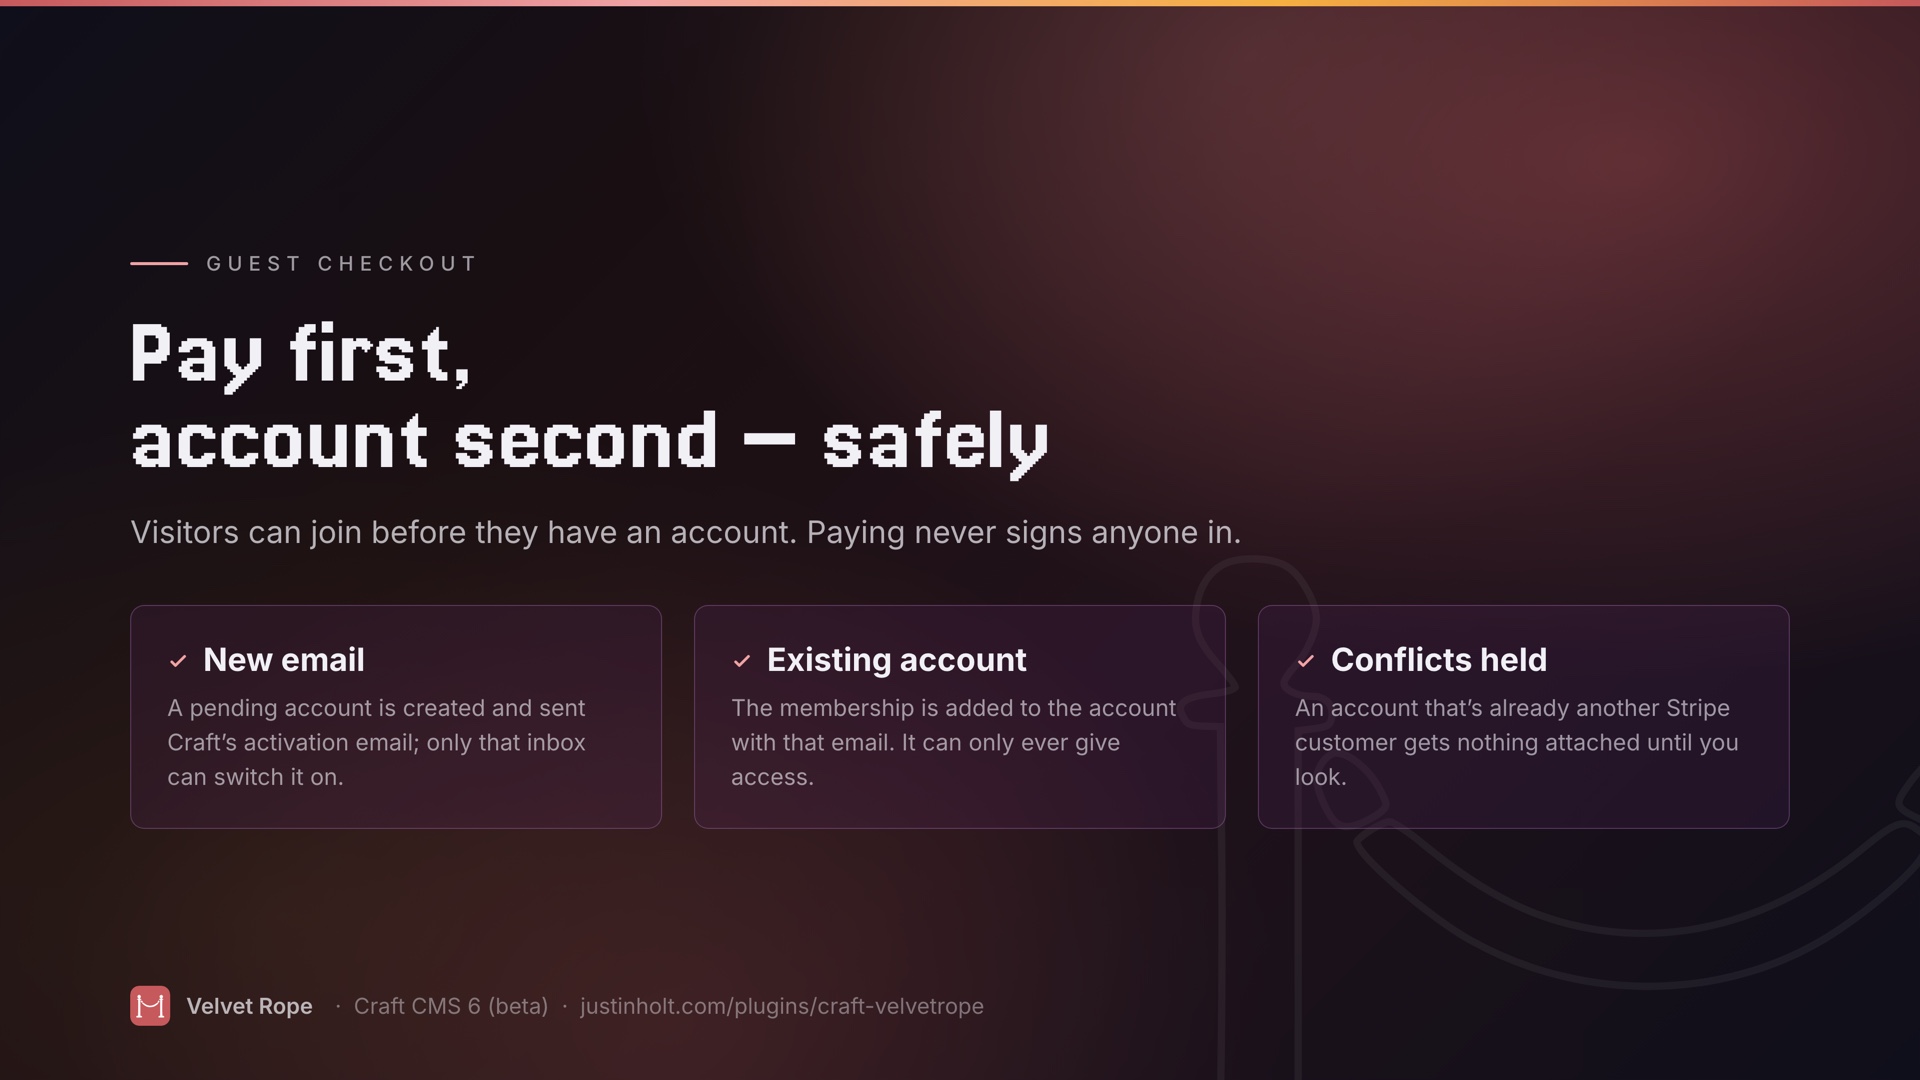 GUEST CHECKOUT
Pay first,
account second — safely
Visitors can join before they have an account. Paying never signs anyone in.
New email
A pending account is created and sent
Craft’s activation email; only that inbox
can switch it on.
Existing account
The membership is added to the account
with that email. It can only ever give
access.
Conflicts held
An account that’s already another Stripe
customer gets nothing attached until you
look.
Velvet Rope · Craft CMS 6 (beta) · justinholt.com/plugins/craft-velvetrope